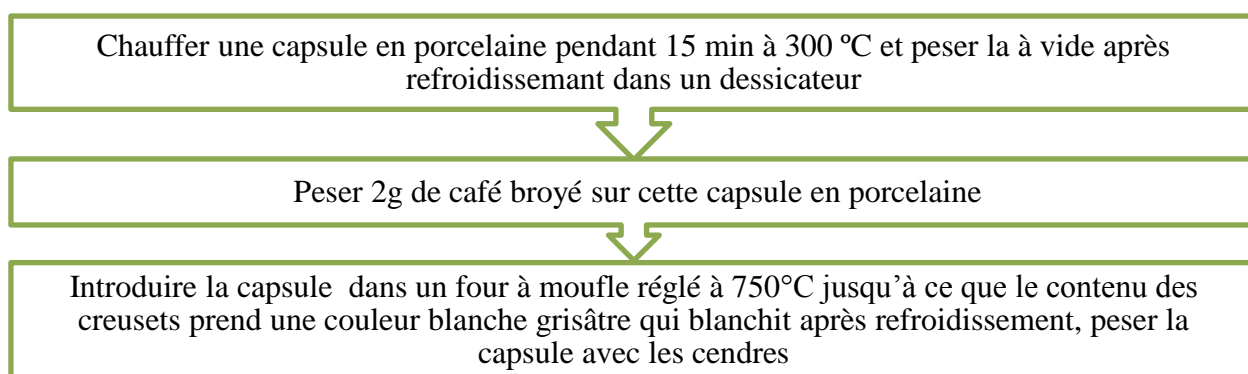 Chauffer une capsule en porcelaine pendant 15 min à 300 ºC et peser la à vide après
refroidissemant dans un dessicateur
Peser 2g de café broyé sur cette capsule en porcelaine
Introduire la capsule dans un four à moufle réglé à 750°C jusqu’à ce que le contenu des
creusets prend une couleur blanche grisâtre qui blanchit après refroidissement, peser la
capsule avec les cendres